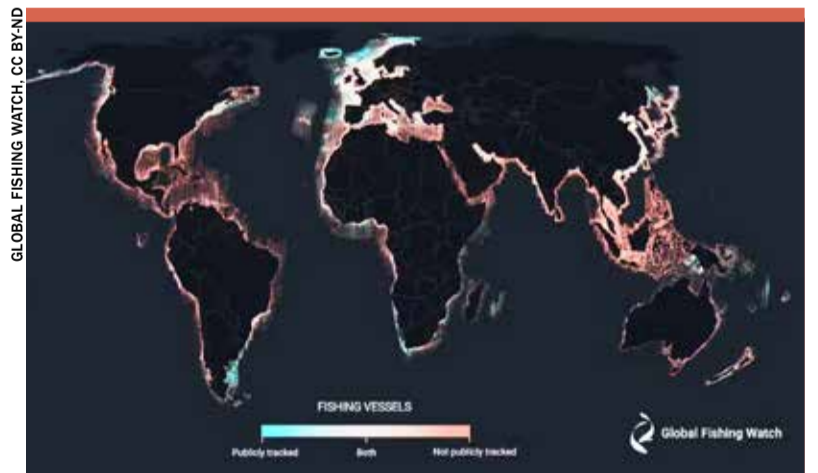 GLOBAL FISHING WATCH, CC BY-ND
FISHING VESSELS
Publicly tracked
Both
Not publicly tracked
Global Fishing Watch